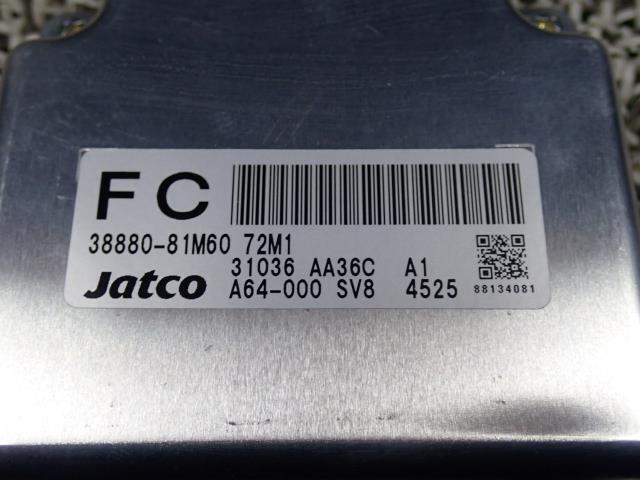 FC
38880-81M60 72M1
31036 AA36C A1
Jatco A64-000 SV8 4525
88134081